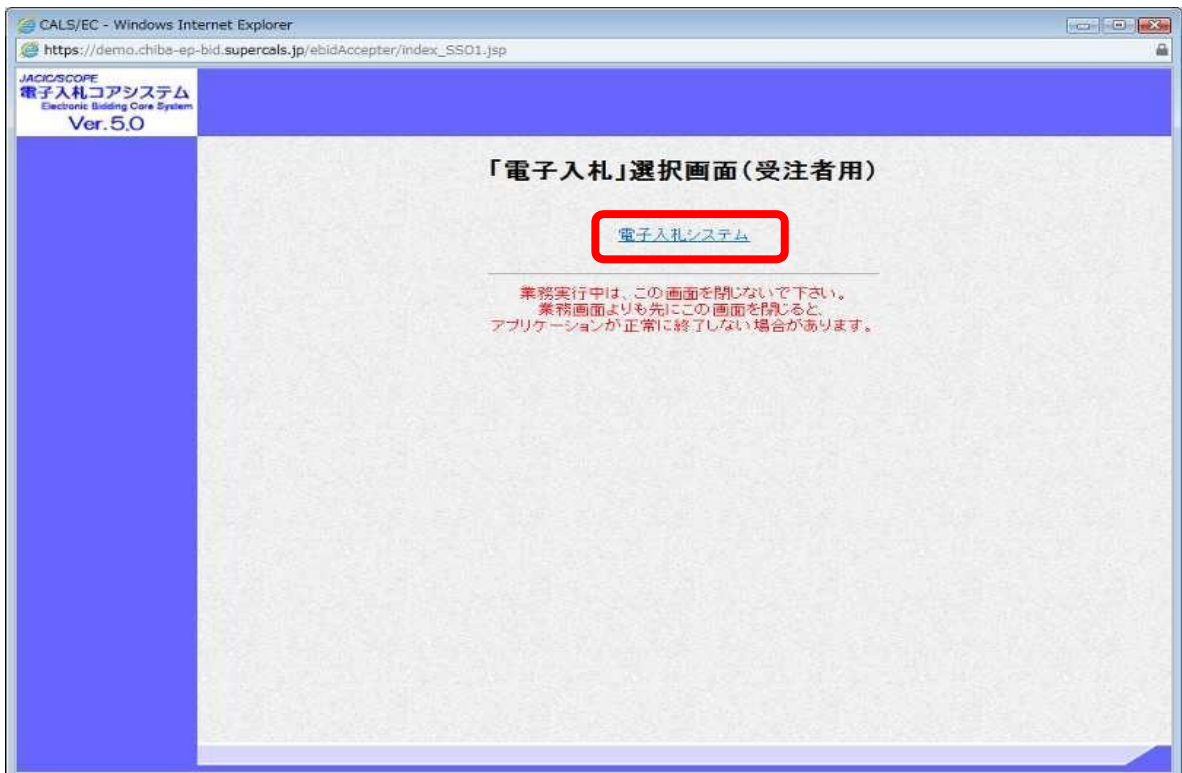 CALS/EC - Windows Internet Explorer
https://demo.chiba-ep-bid.supercals.jp/ebidAccepter/index_SSO1.jsp
JACIC/SCOPE
電子入札コアシステム
Electronic Bidding Core System
Ver.5.0
「電子入札」選択画面(受注者用)
電子入札システム
業務実行中は、この画面を閉じないで下さい。
業務画面よりも先にこの画面を閉じると、
アプリケーションが正常に終了しない場合があります。